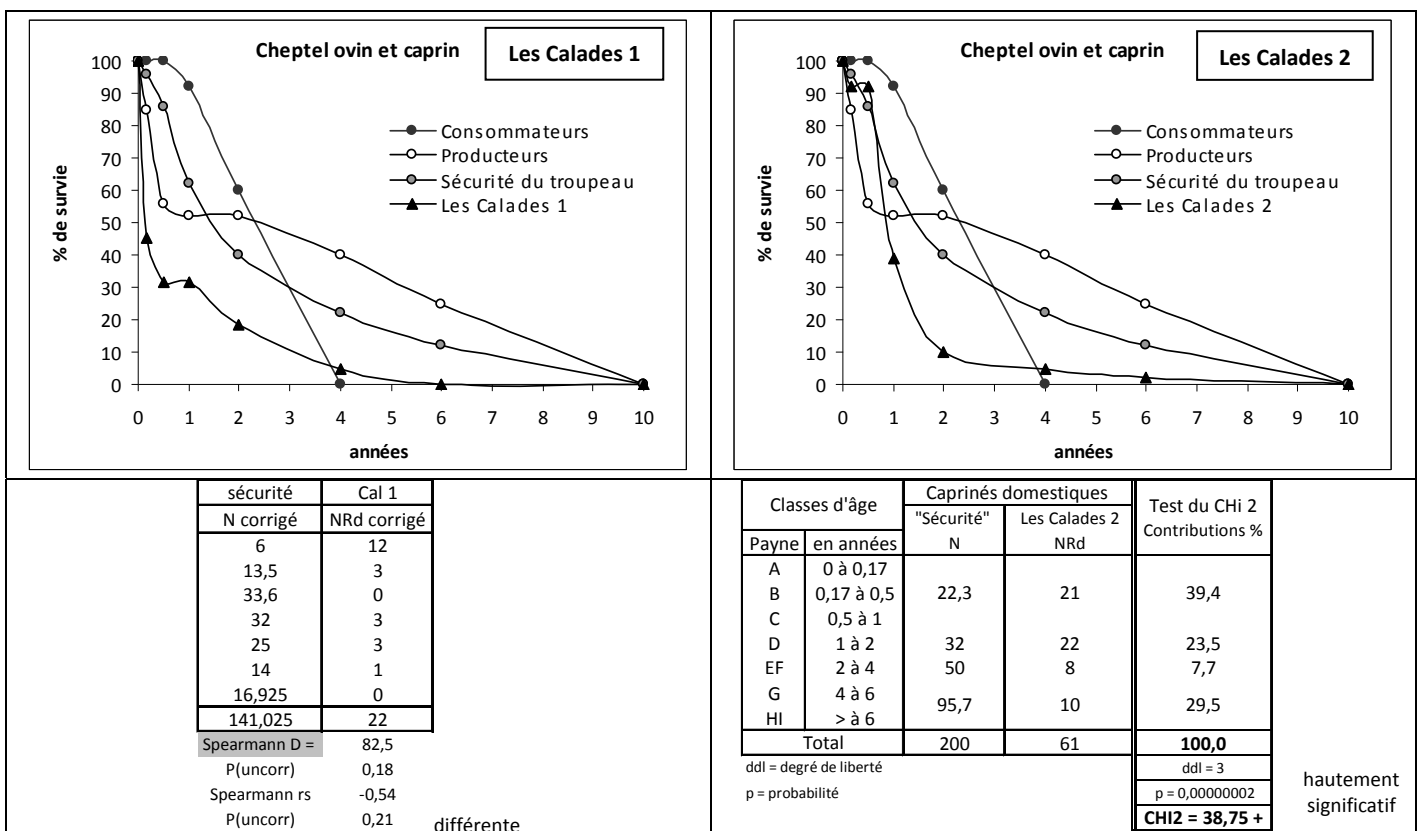 Cheptel ovin et caprin
Les Calades 1
100
90
80
70
60
50
40
30
20
10
0
% de survie
Consommateurs
Producteurs
Sécurité du troupeau
Les Calades 1
0 1 2 3 4 5 6 7 8 9 10
années
Cheptel ovin et caprin
Les Calades 2
100
90
80
70
60
50
40
30
20
10
0
% de survie
Consommateurs
Producteurs
Sécurité du troupeau
Les Calades 2
0 1 2 3 4 5 6 7 8 9 10
années
sécurité Cal 1
N corrigé NRd corrigé
6 12
13,5 3
33,6 0
32 3
25 3
14 1
16,925 0
141,025 22
Spearmann D = 82,5
P(uncorr) 0,18
Spearmann rs -0,54
P(uncorr) 0,21 différente
Classes d'âge Caprinés domestiques Test du CHi 2
"Sécurité" Les Calades 2 Contributions %
Payne en années N NRd
A 0 à 0,17
B 0,17 à 0,5 22,3 21 39,4
C 0,5 à 1
D 1 à 2 32 22 23,5
EF 2 à 4 50 8 7,7
G 4 à 6 95,7 10 29,5
HI > à 6
Total 200 61 100,0
ddl = degré de liberté ddl = 3
p = probabilité p = 0,00000002
CHI2 = 38,75 +
hautement
significatif